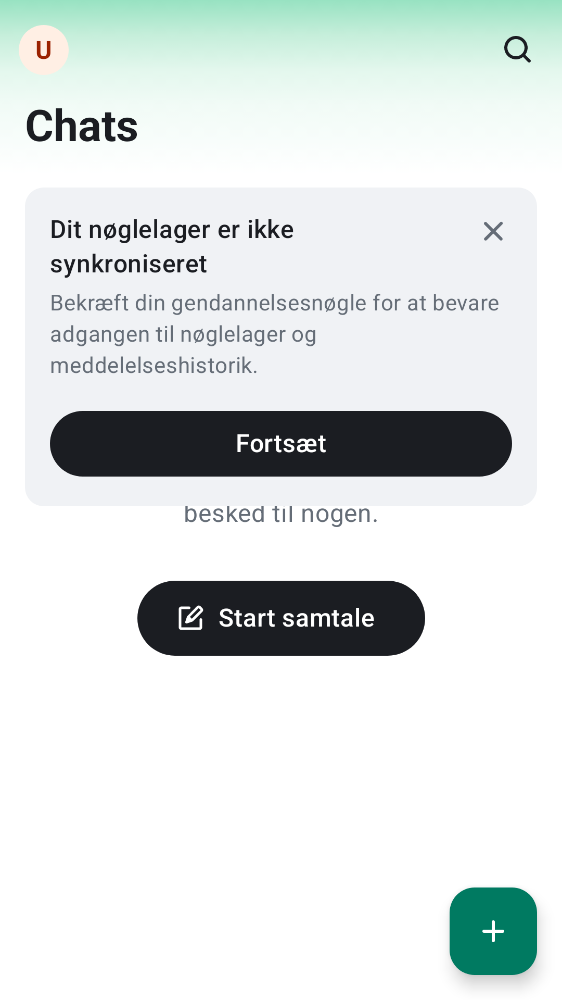 U
Chats
Dit nøglelager er ikke
synkroniseret
Bekræft din gendannelsesnøgle for at bevare
adgangen til nøglelager og
meddelelseshistorik.
Fortsæt
besked til nogen.
Start samtale